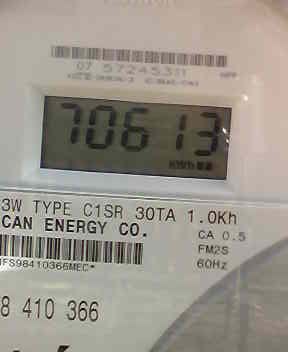 07 57245311
70613
KWh
3W TYPE C1SR 30TA 1.0Kh
CAN ENERGY CO.
CA 0.5
FM2S
60Hz
IFS98410366MEC*
8 410 366